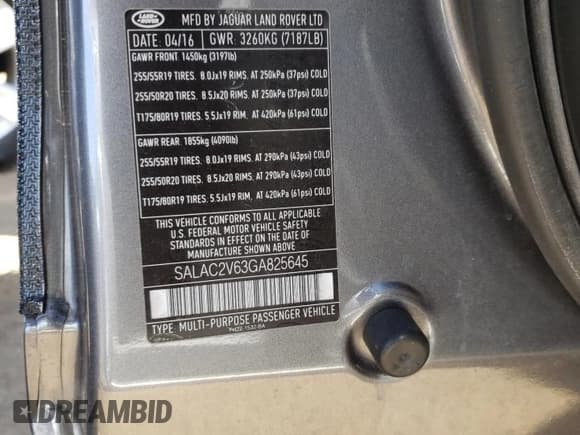 LAND ROVER
MFD BY JAGUAR LAND ROVER LTD
DATE 04/16 GWR: 3260KG (7187LB)
GAWR FRONT 1450kg (3197lb)
255/55R19 TIRES. 8.0Jx19 RIMS. AT 250kPa (37psi) COLD
255/50R20 TIRES. 8.5Jx20 RIMS. AT 250kPa (37psi) COLD
T175/80R19 TIRES. 5.5Jx19 RIM, AT 420kPa (61psi) COLD
GAWR REAR 1855kg (4090lb)
255/55R19 TIRES. 8.0Jx19 RIMS. AT 290kPa (43psi) COLD
255/50R20 TIRES. 8.5Jx20 RIMS. AT 290kPa (43psi) COLD
T175/80R19 TIRES: 5.5Jx19 RIM, AT 420kPa (61psi) COLD
THIS VEHICLE CONFORMS TO ALL APPLICABLE
U.S. FEDERAL MOTOR VEHICLE SAFETY
STANDARDS IN EFFECT ON THE DATE OF
MANUFACTURE SHOWN ABOVE
SALAC2V63GA825645
TYPE: MULTI-PURPOSE PASSENGER VEHICLE
DREAMBID